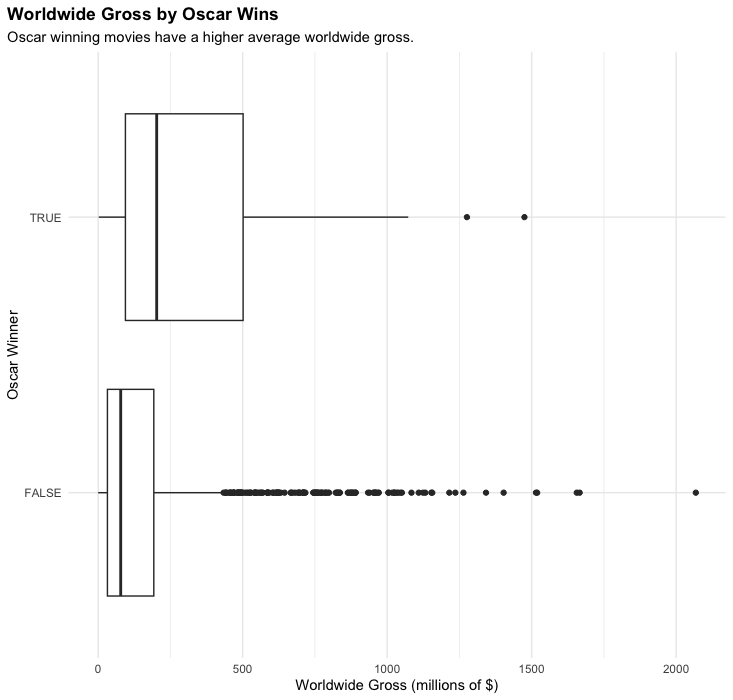 Worldwide Gross by Oscar Wins
Oscar winning movies have a higher average worldwide gross.
Oscar Winner
TRUE
FALSE
0
500
1000
1500
2000
Worldwide Gross (millions of $)